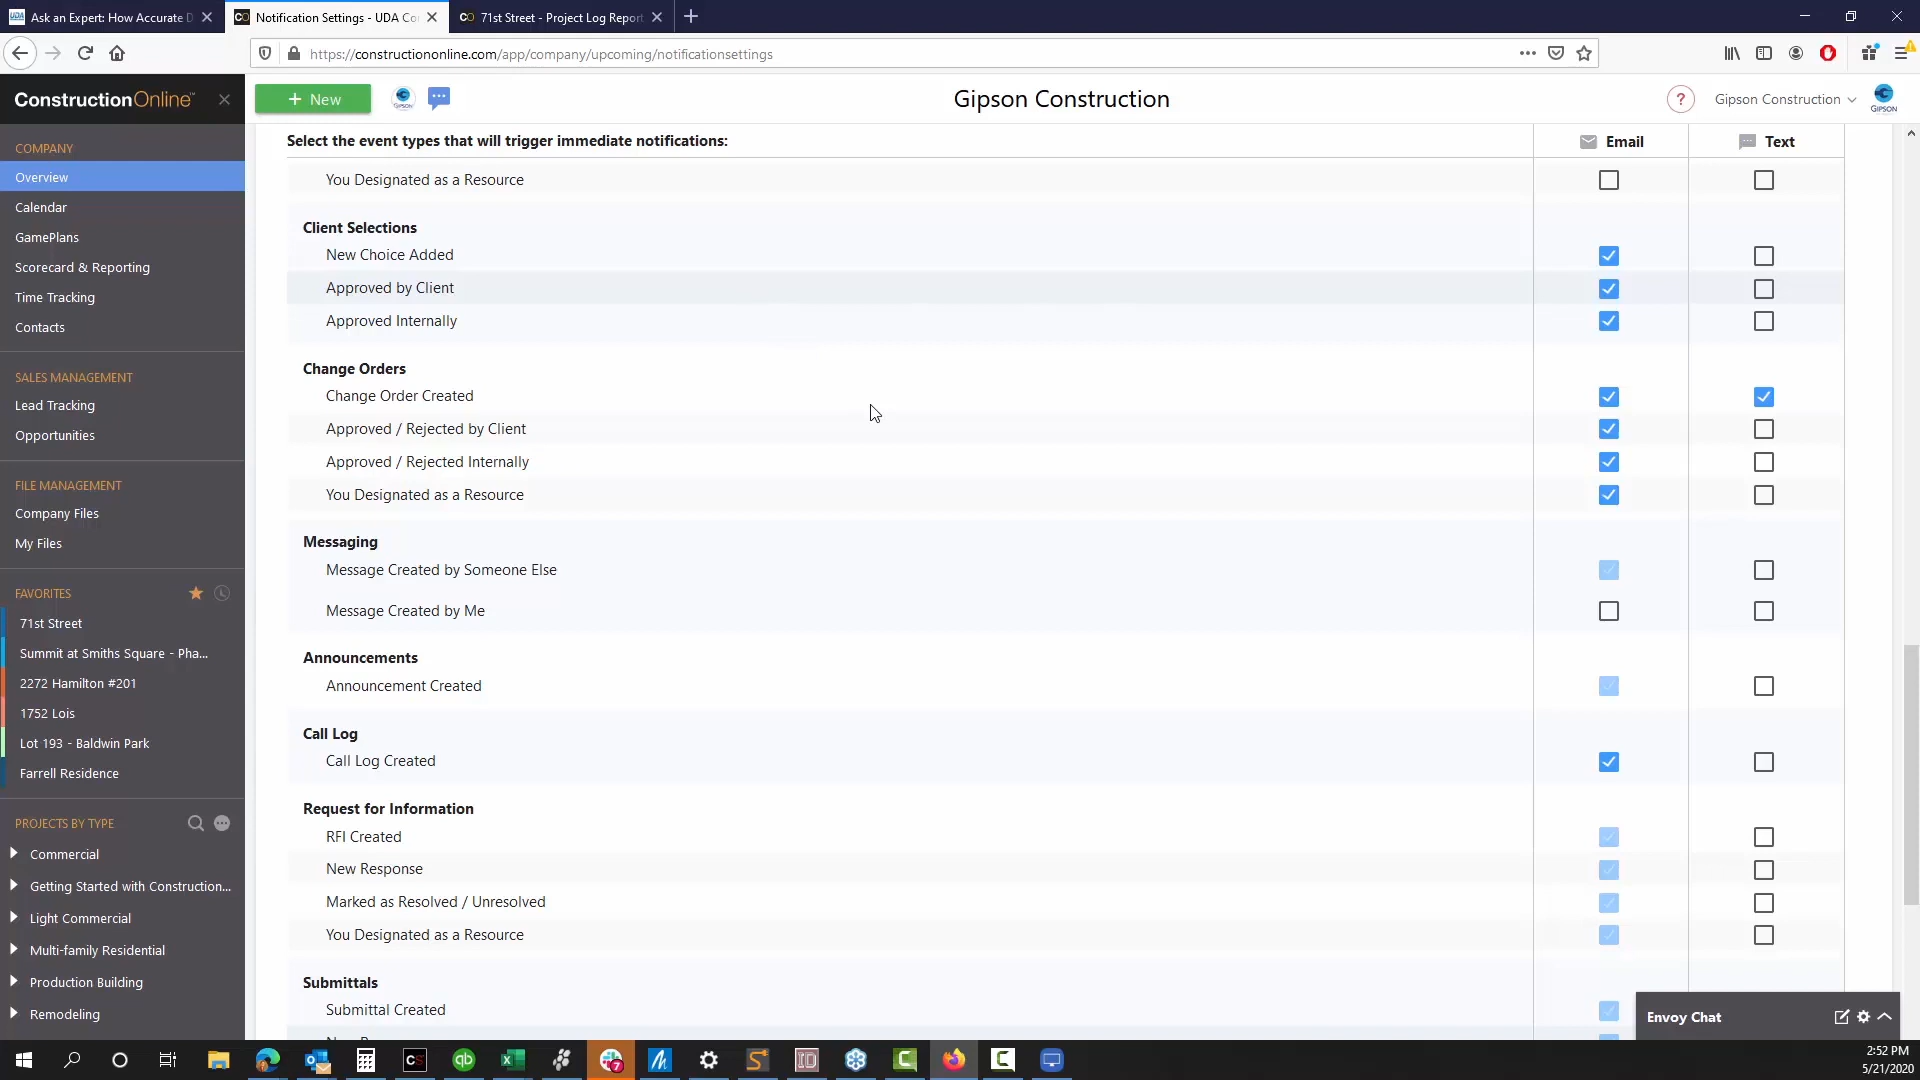 Ask an Expert: How Accurate D
Notification Settings - UDA Co
71st Street - Project Log Report
https://constructiononline.com/app/company/upcoming/notificationsettings
ConstructionOnline™
+ New
GIPSON
Gipson Construction
?
Gipson Construction
GIPSON
COMPANY
Overview
Calendar
GamePlans
Scorecard & Reporting
Time Tracking
Contacts
SALES MANAGEMENT
Lead Tracking
Opportunities
FILE MANAGEMENT
Company Files
My Files
FAVORITES
71st Street
Summit at Smiths Square - Pha...
2272 Hamilton #201
1752 Lois
Lot 193 - Baldwin Park
Farrell Residence
PROJECTS BY TYPE
Commercial
Getting Started with Construction...
Light Commercial
Multi-family Residential
Production Building
Remodeling
Select the event types that will trigger immediate notifications:
Email
Text
You Designated as a Resource
Client Selections
New Choice Added
Approved by Client
Approved Internally
Change Orders
Change Order Created
Approved / Rejected by Client
Approved / Rejected Internally
You Designated as a Resource
Messaging
Message Created by Someone Else
Message Created by Me
Announcements
Announcement Created
Call Log
Call Log Created
Request for Information
RFI Created
New Response
Marked as Resolved / Unresolved
You Designated as a Resource
Submittals
Submittal Created
Envoy Chat
2:52 PM
5/21/2020